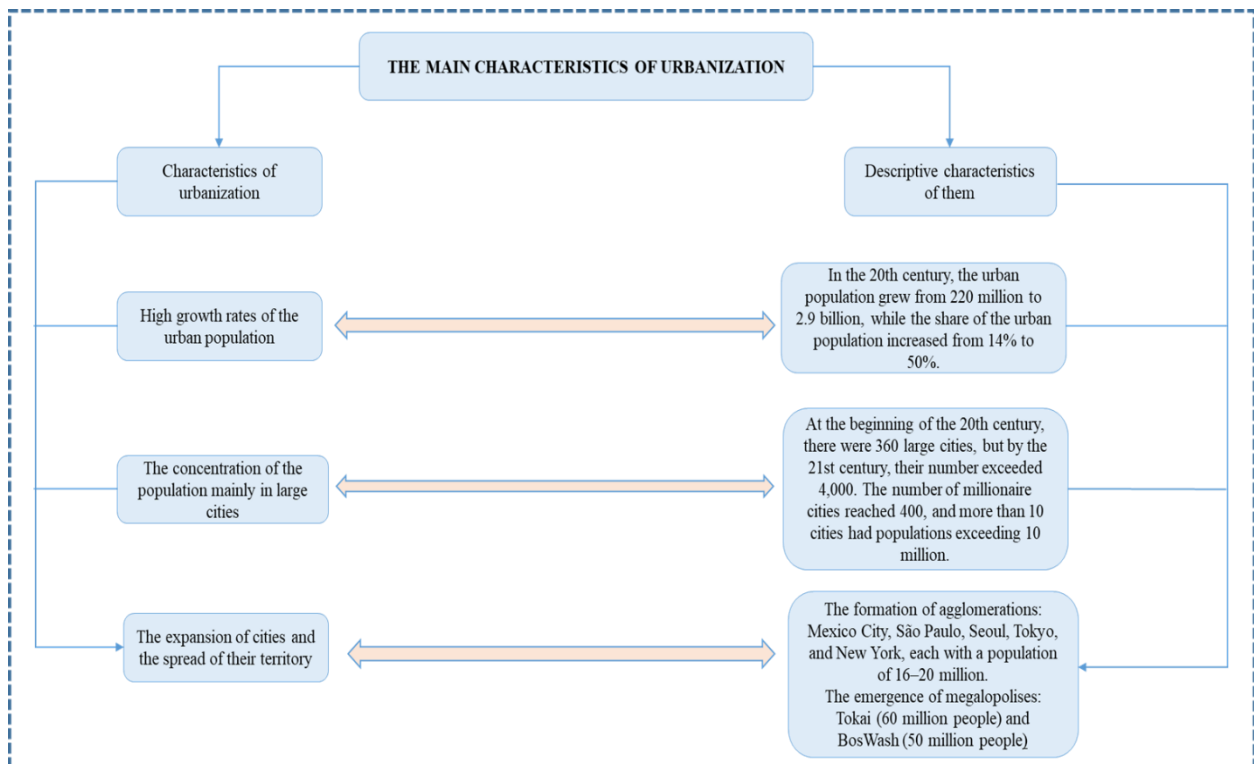 THE MAIN CHARACTERISTICS OF URBANIZATION
Characteristics of
urbanization
Descriptive characteristics
of them
High growth rates of the
urban population
In the 20th century, the urban
population grew from 220 million to
2.9 billion, while the share of the urban
population increased from 14% to
50%.
The concentration of the
population mainly in large
cities
At the beginning of the 20th century,
there were 360 large cities, but by the
21st century, their number exceeded
4,000. The number of millionaire
cities reached 400, and more than 10
cities had populations exceeding 10
million.
The expansion of cities and
the spread of their territory
The formation of agglomerations:
Mexico City, São Paulo, Seoul, Tokyo,
and New York, each with a population
of 16–20 million.
The emergence of megalopolises:
Tokai (60 million people) and
BosWash (50 million people)